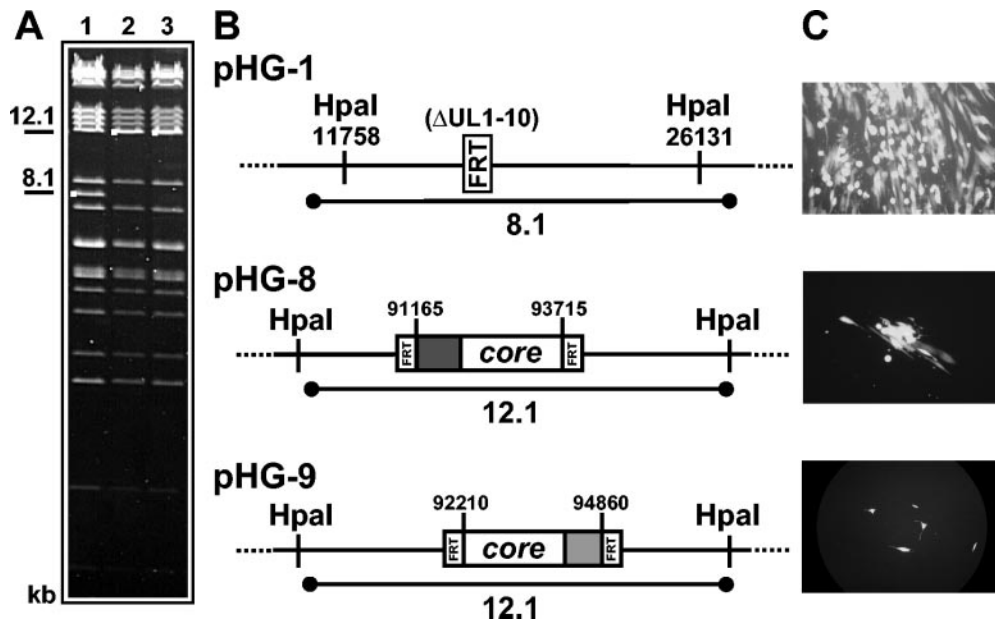 A
1 2 3
12.1
8.1
kb
B
pHG-1
HpaI
11758
(ΔUL1-10)
FRT
HpaI
26131
8.1
pHG-8
HpaI
91165
93715
HpaI
FRT
core
FRT
12.1
pHG-9
HpaI
92210
94860
HpaI
FRT
core
FRT
12.1
C